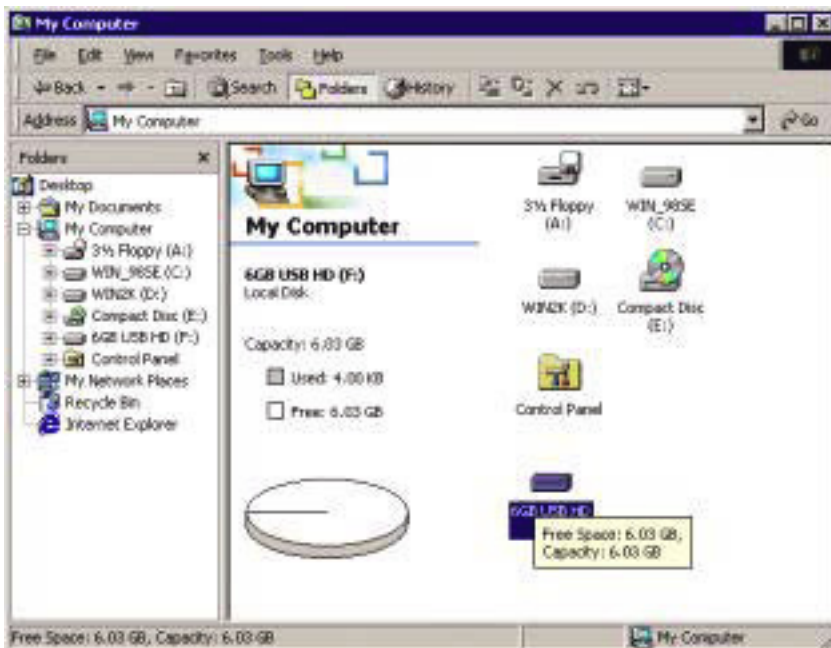 My Computer
File Edit View Favorites Tools Help
Back Search Folders History
Address My Computer Go
Folders
Desktop
My Documents
My Computer
3½ Floppy (A:)
WIN_98SE (C:)
WIN2K (D:)
Compact Disc (E:)
6GB USB HD (F:)
Control Panel
My Network Places
Recycle Bin
Internet Explorer
My Computer
6GB USB HD (F:)
Local Disk
Capacity: 6.03 GB
Used: 4.00 KB
Free: 6.03 GB
3½ Floppy
(A:)
WIN_98SE
(C:)
WIN2K (D:)
Compact Disc
(E:)
Control Panel
6GB USB HD
Free Space: 6.03 GB,
Capacity: 6.03 GB
Free Space: 6.03 GB, Capacity: 6.03 GB
My Computer